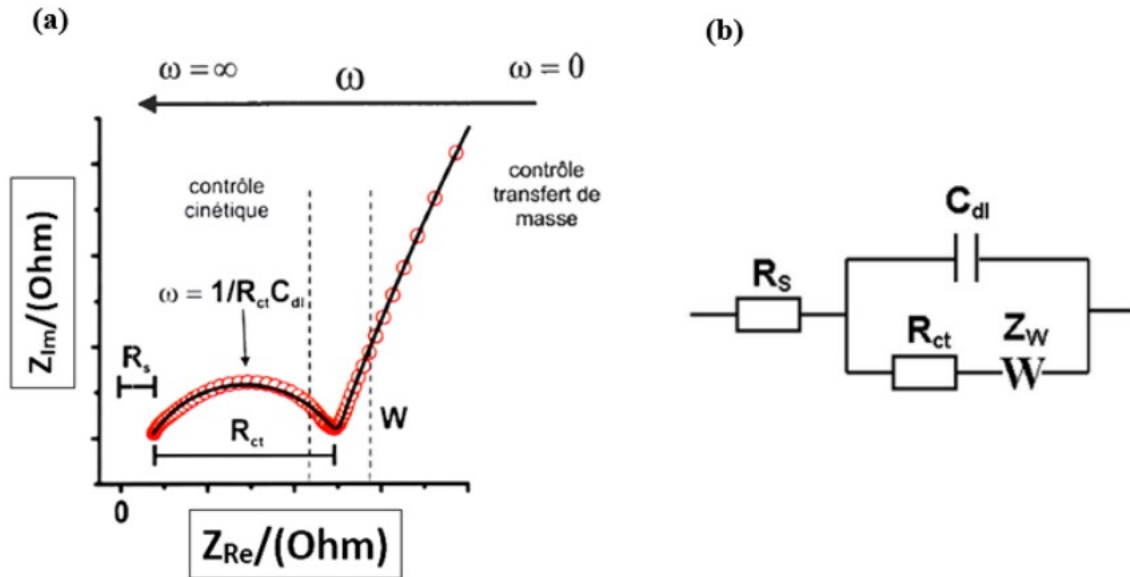 (a)
ω = ∞
ω
ω = 0
contrôle
cinétique
contrôle
transfert de
masse
ω = 1/RctCdl
Rs
Rct
W
0
ZIm/(Ohm)
ZRe/(Ohm)
(b)
Cdl
RS
Rct
ZW
W